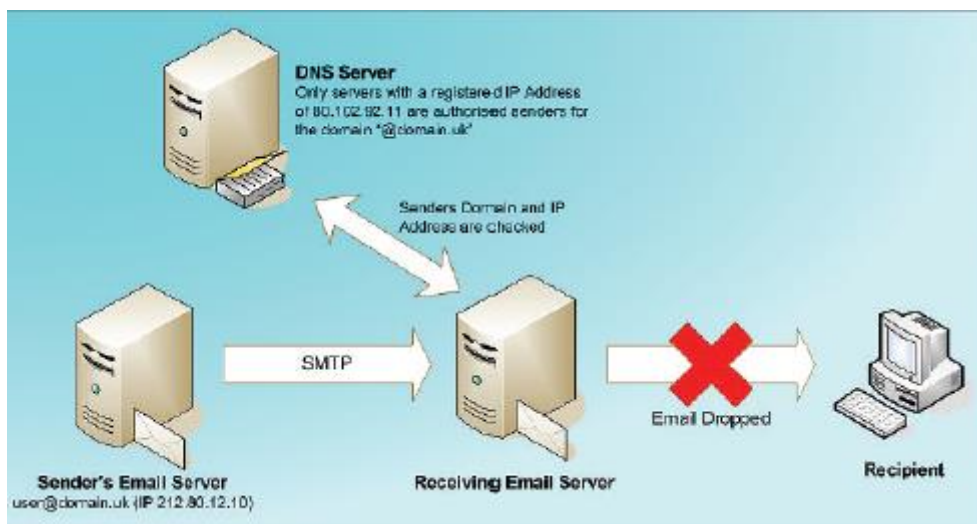 DNS Server
Only servers with a registered IP Address
of 80.102.92.11 are authorised senders for
the domain "@domain.uk"
Senders Domain and IP
Address are checked
SMTP
Email Dropped
Sender's Email Server
user@domain.uk (IP 212.80.12.10)
Receiving Email Server
Recipient